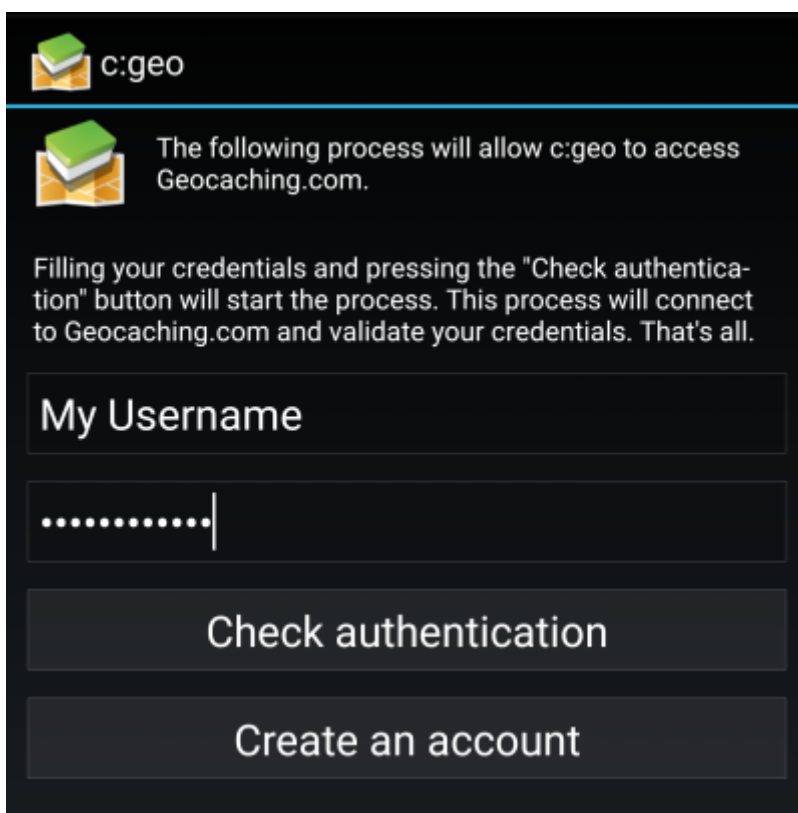 c:geo
The following process will allow c:geo to access
Geocaching.com.
Filling your credentials and pressing the "Check authentica-
tion" button will start the process. This process will connect
to Geocaching.com and validate your credentials. That's all.
My Username
••••••••••••
Check authentication
Create an account